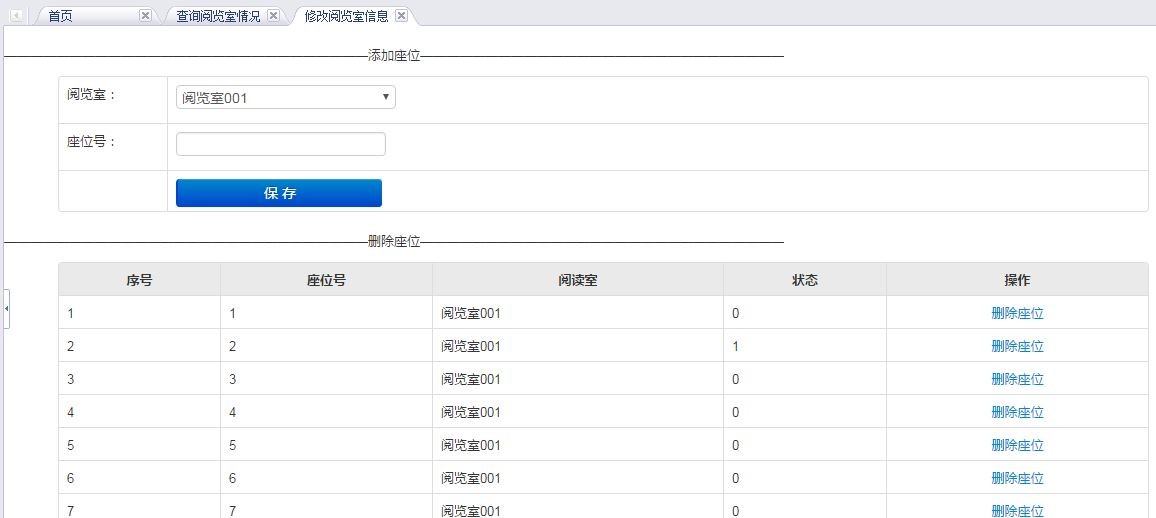 首页 查询阅览室情况 修改阅览室信息
添加座位
阅览室： 阅览室001
座位号：
保 存
删除座位
序号 座位号 阅读室 状态 操作
1 1 阅览室001 0 删除座位
2 2 阅览室001 1 删除座位
3 3 阅览室001 0 删除座位
4 4 阅览室001 0 删除座位
5 5 阅览室001 0 删除座位
6 6 阅览室001 0 删除座位
7 7 阅览室001 0 删除座位